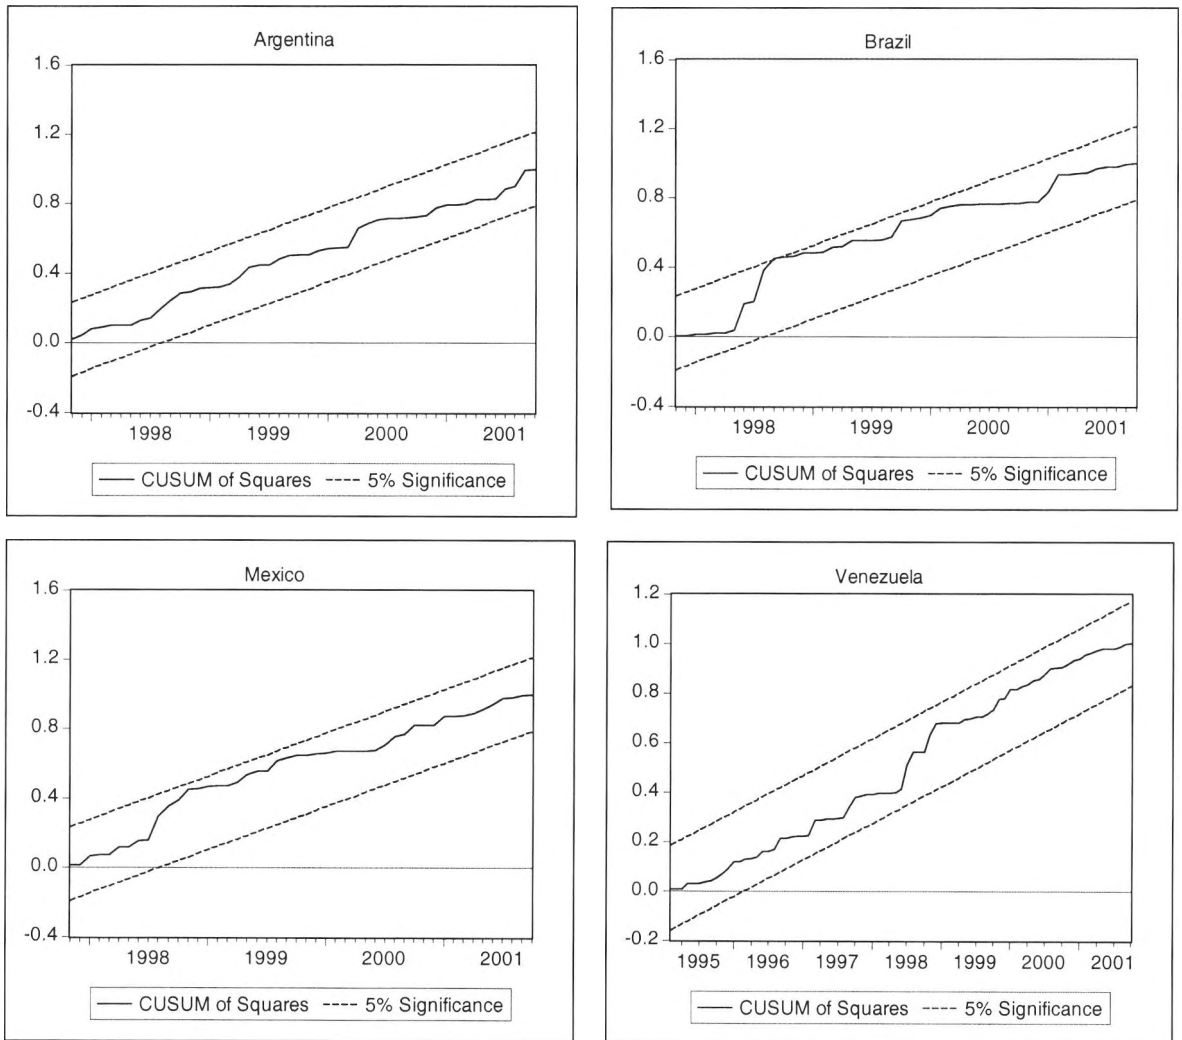 Argentina
1.6
1.2
0.8
0.4
0.0
-0.4
1998 1999 2000 2001
CUSUM of Squares 5% Significance
Brazil
1.6
1.2
0.8
0.4
0.0
-0.4
1998 1999 2000 2001
CUSUM of Squares 5% Significance
Mexico
1.6
1.2
0.8
0.4
0.0
-0.4
1998 1999 2000 2001
CUSUM of Squares 5% Significance
Venezuela
1.2
1.0
0.8
0.6
0.4
0.2
0.0
-0.2
1995 1996 1997 1998 1999 2000 2001
CUSUM of Squares 5% Significance